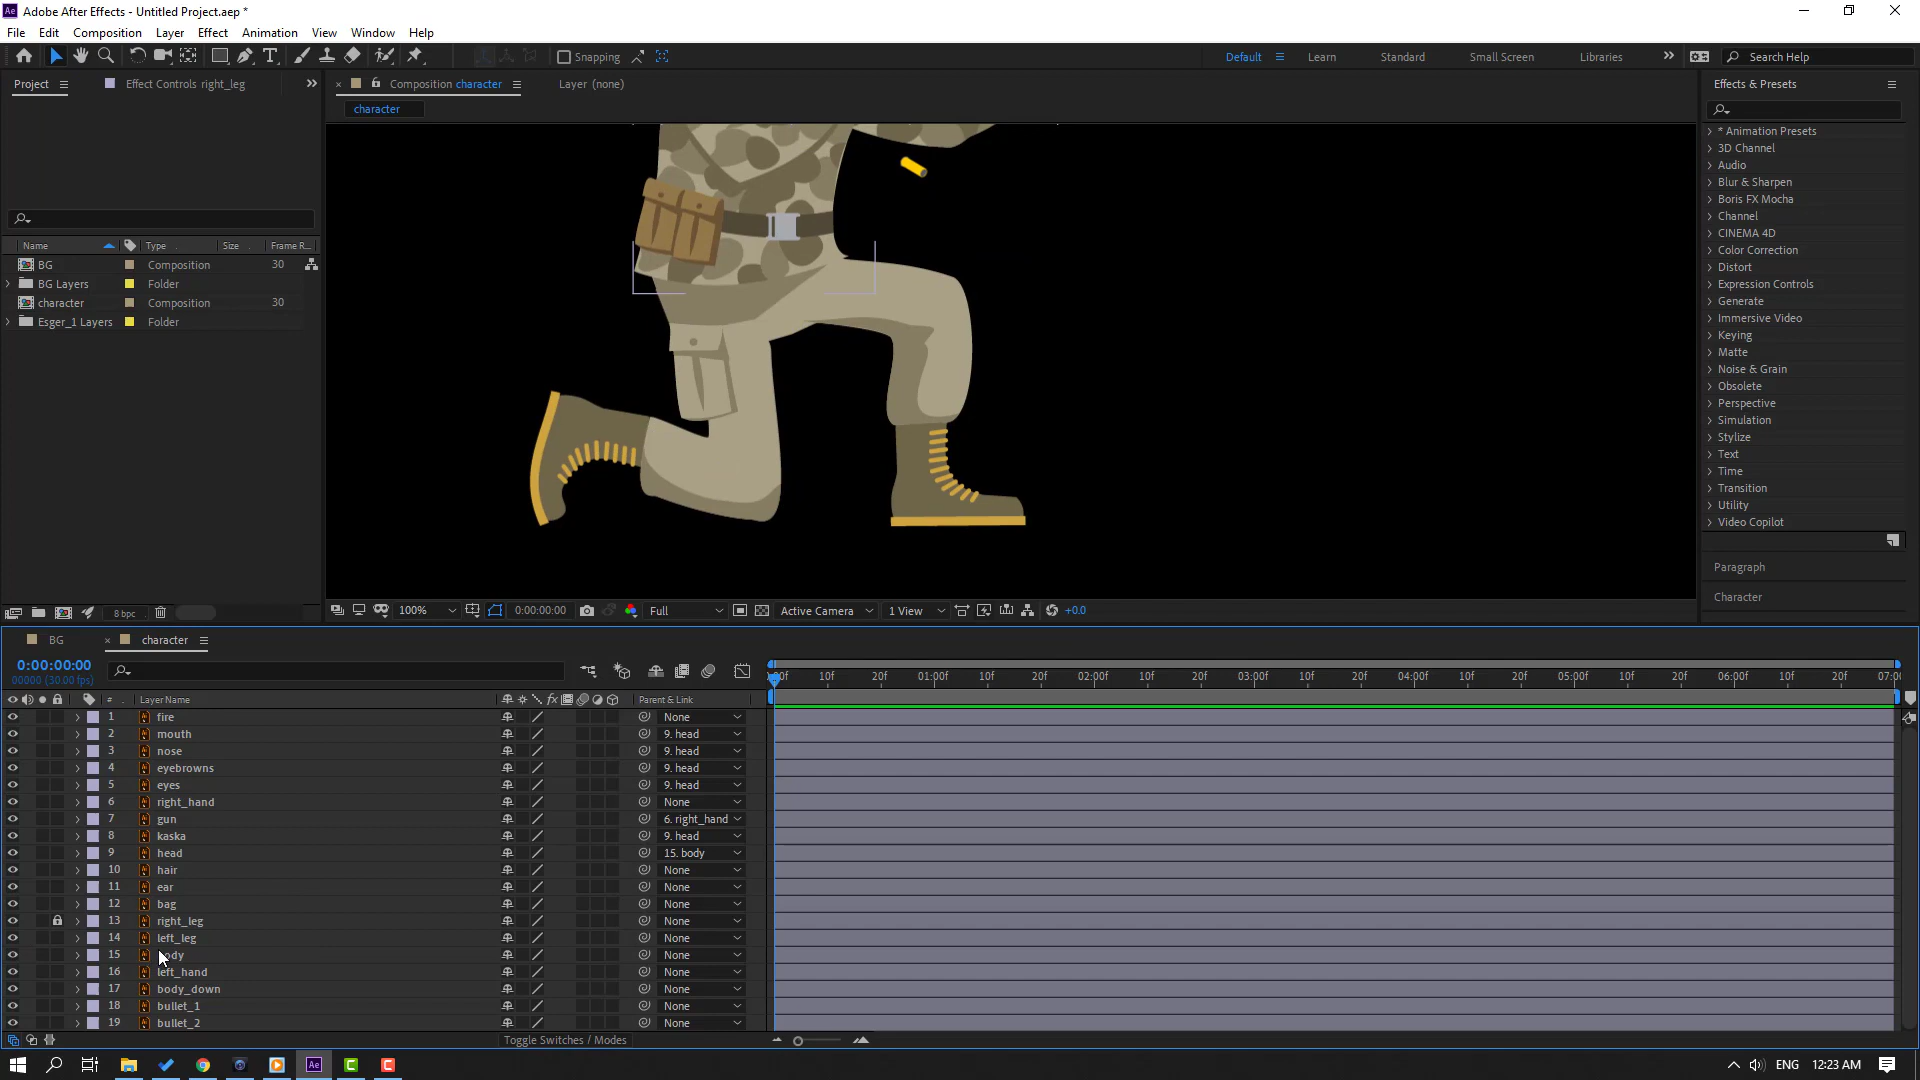 Adobe After Effects - Untitled Project.aep *
File Edit Composition Layer Effect Animation View Window Help
Snapping Default Learn Standard Small Screen Libraries Search Help
Project Effect Controls right_leg
Composition character Layer (none)
character
Name Type Size Frame R...
BG Composition 30
BG Layers Folder
character Composition 30
Esger_1 Layers Folder
8 bpc
100% 0:00:00:00 Full Active Camera 1 View +0.0
Effects & Presets
* Animation Presets
3D Channel
Audio
Blur & Sharpen
Boris FX Mocha
Channel
CINEMA 4D
Color Correction
Distort
Expression Controls
Generate
Immersive Video
Keying
Matte
Noise & Grain
Obsolete
Perspective
Simulation
Stylize
Text
Time
Transition
Utility
Video Copilot
Paragraph
Character
BG character
0:00:00:00
00000 (30.00 fps)
:00f 10f 20f 01:00f 10f 20f 02:00f 10f 20f 03:00f 10f 20f 04:00f 10f 20f 05:00f 10f 20f 06:00f 10f 20f 07:00
# Layer Name Parent & Link
1 fire None
2 mouth 9. head
3 nose 9. head
4 eyebrowns 9. head
5 eyes 9. head
6 right_hand None
7 gun 6. right_hand
8 kaska 9. head
9 head 15. body
10 hair None
11 ear None
12 bag None
13 right_leg None
14 left_leg None
15 body None
16 left_hand None
17 body_down None
18 bullet_1 None
19 bullet_2 None
Toggle Switches / Modes
ENG 12:23 AM